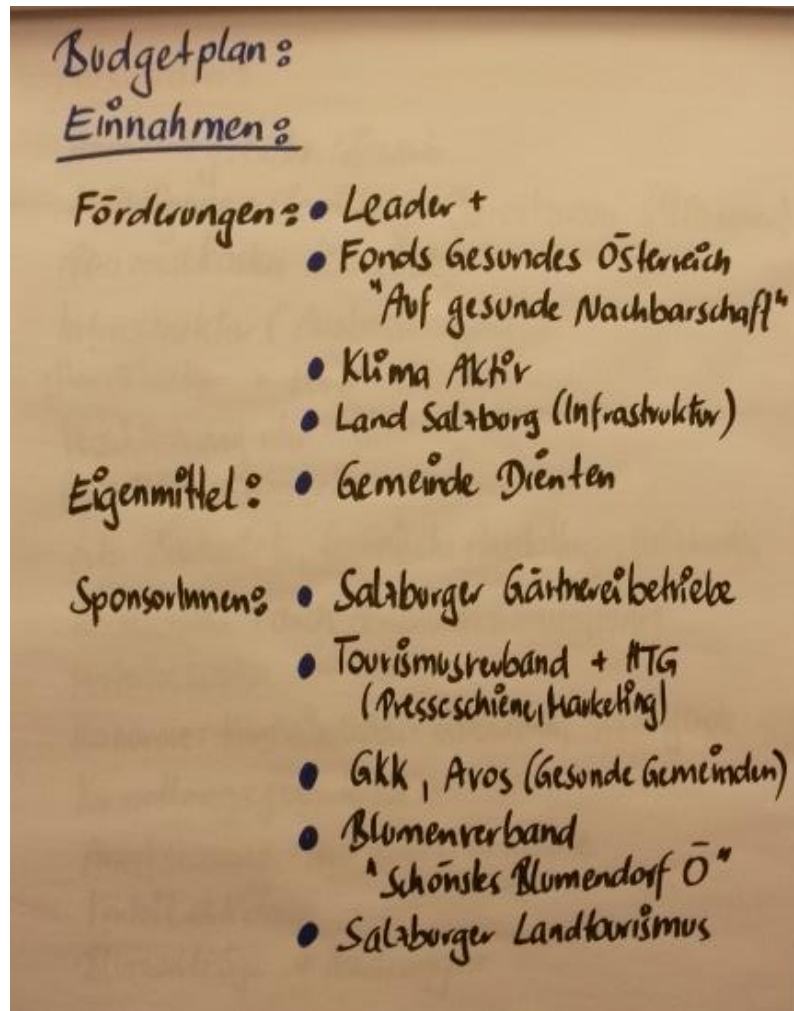 Budgetplan:
Einnahmen:
Förderungen: • Leader +
• Fonds Gesundes Österreich
"Auf gesunde Nachbarschaft"
• Klima Aktiv
• Land Salzburg (Infrastruktur)
Eigenmittel: • Gemeinde Dienten
SponsorInnen: • Salzburger Gärtnereibetriebe
• Tourismusverband + HTG
(Presseschiene, Marketing)
• GKK, Avos (Gesunde Gemeinden)
• Blumenverband
"Schönstes Blumendorf Ö"
• Salzburger Landtourismus